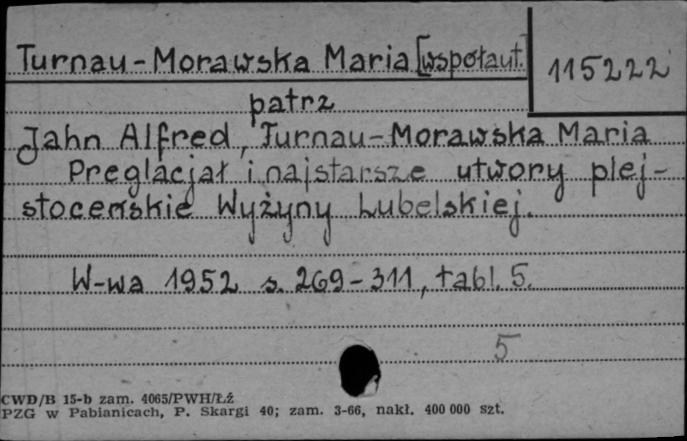 Turnau-Morawska Maria [współaut.
115222
patrz
Jahn Alfred, Turnau-Morawska Maria
Preglacjał i najstarsze utwory plej-
stoceńskie Wyżyny Lubelskiej.
W-wa 1952 s. 269-311, tabl. 5.
5
CWD/B 15-b zam. 4065/PWH/Łź
PZG w Pabianicach, P. Skargi 40; zam. 3-66, nakł. 400 000 szt.